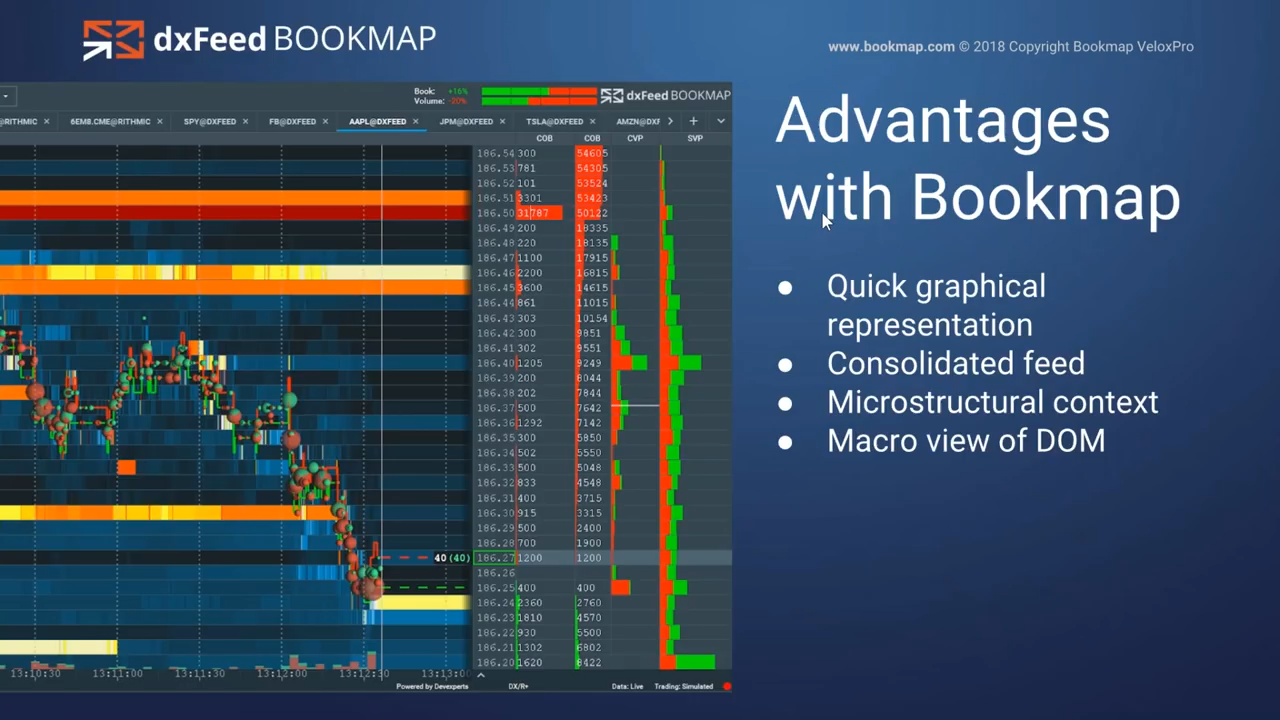 dxFeed BOOKMAP
www.bookmap.com © 2018 Copyright Bookmap VeloxPro
Advantages
with Bookmap
● Quick graphical
representation
● Consolidated feed
● Microstructural context
● Macro view of DOM
Book: +16%
Volume: -20%
dxFeed BOOKMAP
@RITHMIC × 6EM8.CME@RITHMIC × SPY@DXFEED × FB@DXFEED × AAPL@DXFEED × JPM@DXFEED × TSLA@DXFEED × AMZN@DXF
COB COB CVP SVP
186.54 300 54605
186.53 781 54305
186.52 101 53524
186.51 3301 53423
186.50 31787 50122
186.49 200 18335
186.48 220 18135
186.47 1100 17915
186.46 2200 16815
186.45 3600 14615
186.44 861 11015
186.43 303 10154
186.42 300 9851
186.41 302 9551
186.40 1205 9249
186.39 200 8044
186.38 202 7844
186.37 500 7642
186.36 1292 7142
186.35 300 5850
186.34 502 5550
186.33 500 5048
186.32 833 4548
186.31 400 3715
186.30 915 3315
186.29 500 2400
186.28 700 1900
40 (40) 186.27 1200 1200
186.26
186.25 400 400
186.24 2360 2760
186.23 1810 4570
186.22 930 5500
186.21 1302 6802
186.20 1620 8422
13:10:30 13:11:00 13:11:30 13:12:00 13:12:30 13:13:00
Powered by Devexperts DX/R+ Data: Live Trading: Simulated